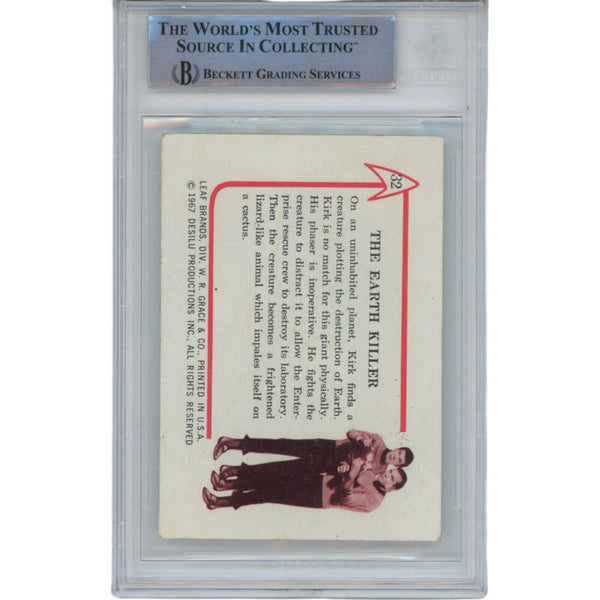 THE WORLD'S MOST TRUSTED
SOURCE IN COLLECTING™
B BECKETT GRADING SERVICES
32
THE EARTH KILLER
On an uninhabited planet, Kirk finds a
creature plotting the destruction of Earth.
Kirk is no match for this giant physically.
His phaser is inoperative. He fights the
creature to distract it to allow the Enter-
prise rescue crew to destroy its laboratory.
Then the creature becomes a frightened
lizard-like animal which impales itself on
a cactus.
LEAF BRANDS, DIV. W. R. GRACE & CO., PRINTED IN U.S.A.
© 1967 DESILU PRODUCTIONS INC., ALL RIGHTS RESERVED